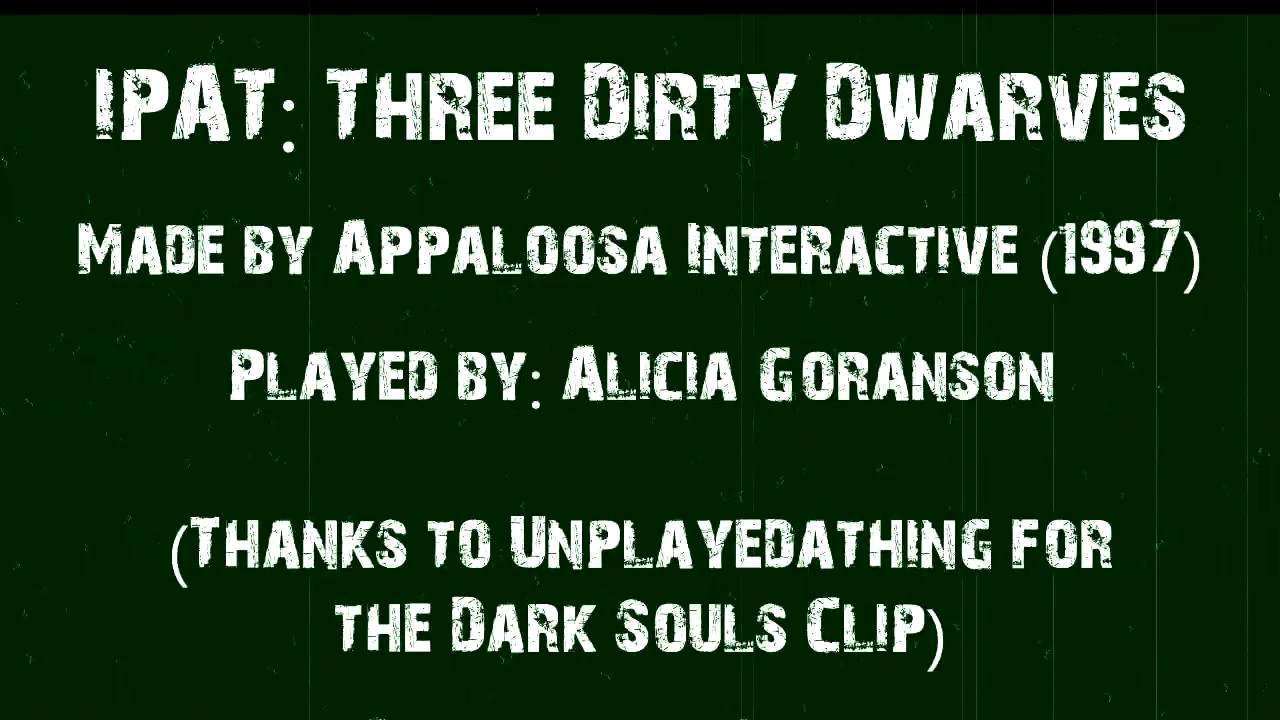 IPAT: Three Dirty Dwarves
Made by Appaloosa Interactive (1997)
Played by: Alicia Goranson
(Thanks to Unplayedathing for
the Dark Souls Clip)